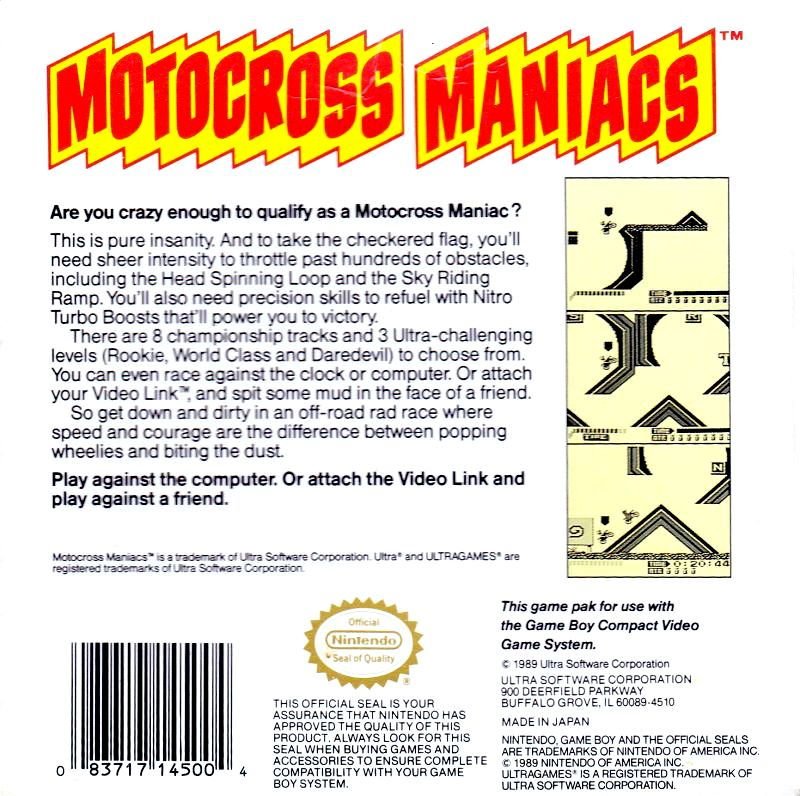 MOTOCROSS MANIACS™
Are you crazy enough to qualify as a Motocross Maniac?
This is pure insanity. And to take the checkered flag, you'll
need sheer intensity to throttle past hundreds of obstacles,
including the Head Spinning Loop and the Sky Riding
Ramp. You'll also need precision skills to refuel with Nitro
Turbo Boosts that'll power you to victory.
There are 8 championship tracks and 3 Ultra-challenging
levels (Rookie, World Class and Daredevil) to choose from.
You can even race against the clock or computer. Or attach
your Video Link™, and spit some mud in the face of a friend.
So get down and dirty in an off-road rad race where
speed and courage are the difference between popping
wheelies and biting the dust.
Play against the computer. Or attach the Video Link and
play against a friend.
Motocross Maniacs™ is a trademark of Ultra Software Corporation. Ultra® and ULTRAGAMES® are
registered trademarks of Ultra Software Corporation.
TIME
S R
T
TIME
TIME
N
TIME 0:20:44
Official
Nintendo
Seal of Quality
®
THIS OFFICIAL SEAL IS YOUR
ASSURANCE THAT NINTENDO HAS
APPROVED THE QUALITY OF THIS
PRODUCT. ALWAYS LOOK FOR THIS
SEAL WHEN BUYING GAMES AND
ACCESSORIES TO ENSURE COMPLETE
COMPATIBILITY WITH YOUR GAME
BOY SYSTEM.
This game pak for use with
the Game Boy Compact Video
Game System.
© 1989 Ultra Software Corporation
ULTRA SOFTWARE CORPORATION
900 DEERFIELD PARKWAY
BUFFALO GROVE, IL 60089-4510
MADE IN JAPAN
NINTENDO, GAME BOY AND THE OFFICIAL SEALS
ARE TRADEMARKS OF NINTENDO OF AMERICA INC.
© 1989 NINTENDO OF AMERICA INC.
ULTRAGAMES® IS A REGISTERED TRADEMARK OF
ULTRA SOFTWARE CORPORATION.
0 83717 14500 4